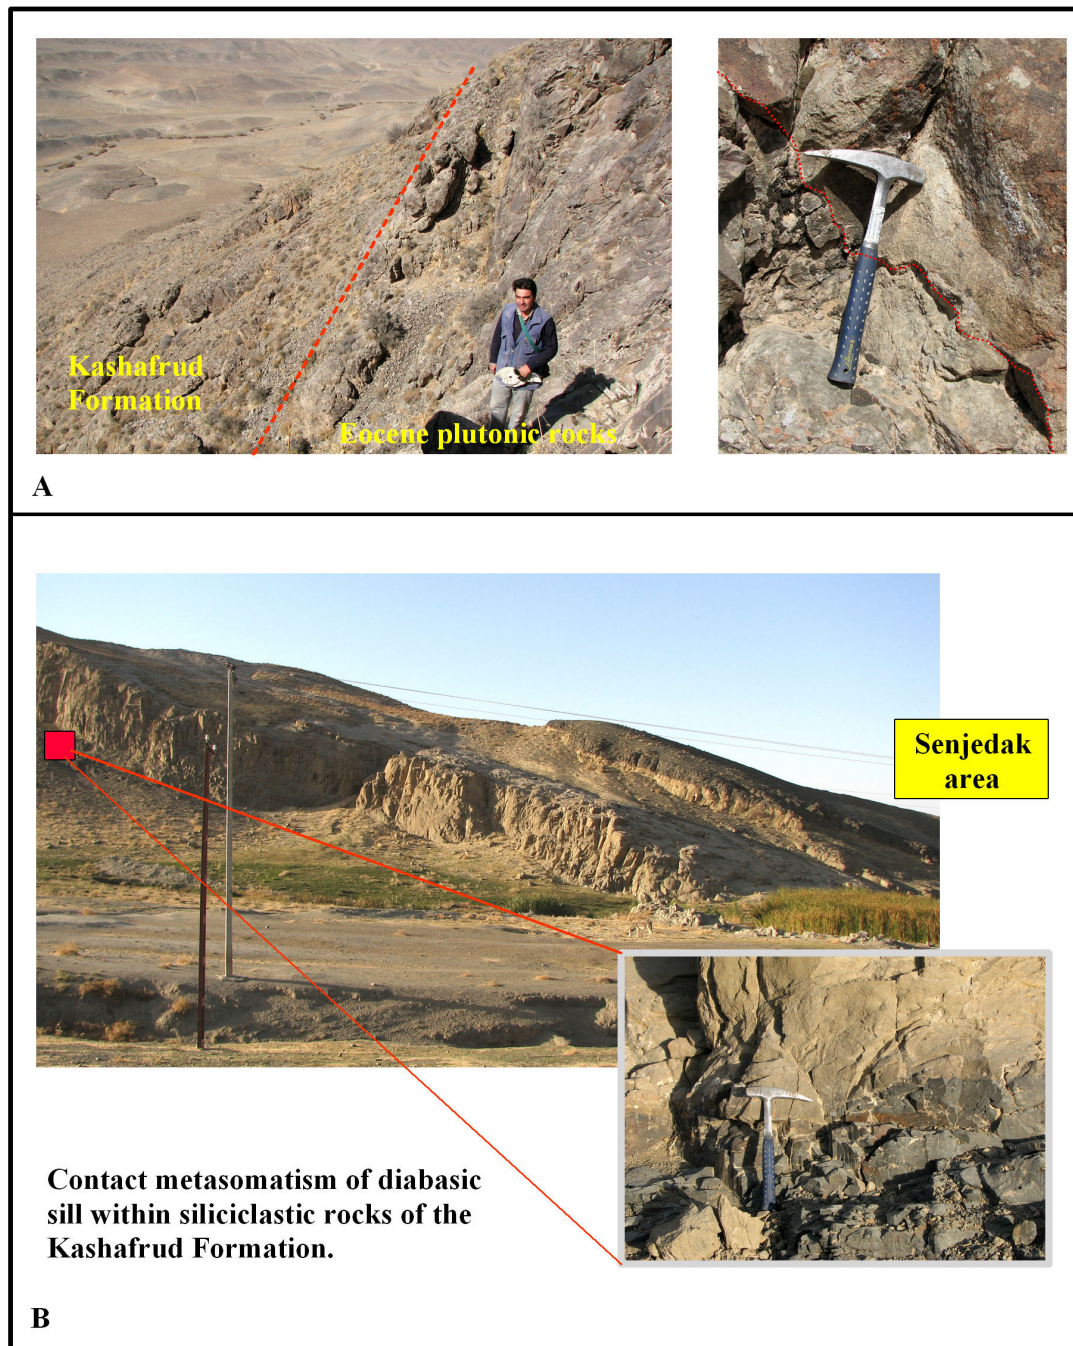 Kashafrud
Formation
Eocene plutonic rocks
A
Senjedak
area
Contact metasomatism of diabasic
sill within siliciclastic rocks of the
Kashafrud Formation.
B